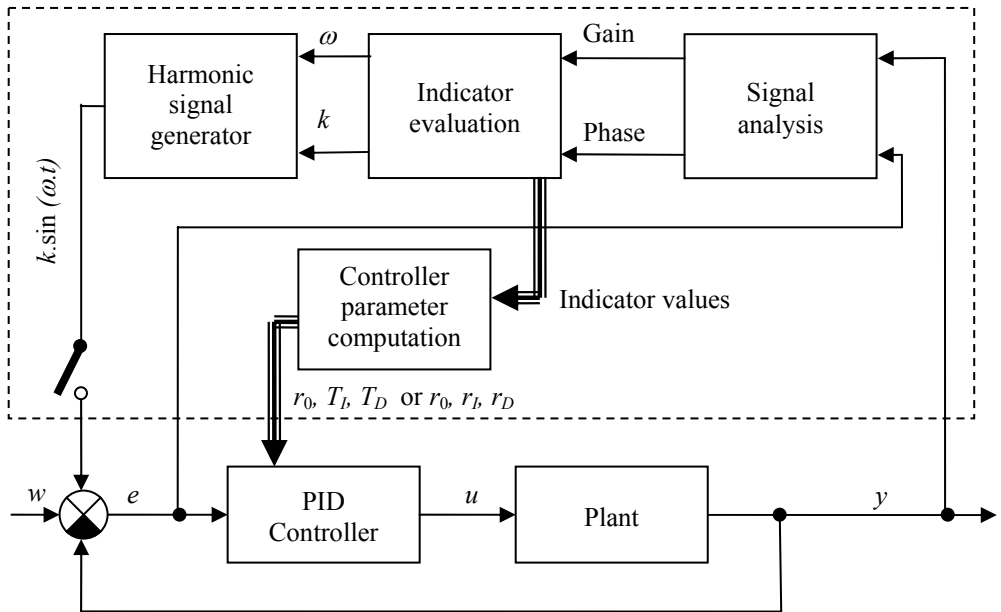 Harmonic
signal
generator
ω
k
Indicator
evaluation
Gain
Phase
Signal
analysis
k.sin (ω.t)
Controller
parameter
computation
Indicator values
r0, TI, TD or r0, rI, rD
w
e
PID
Controller
u
Plant
y